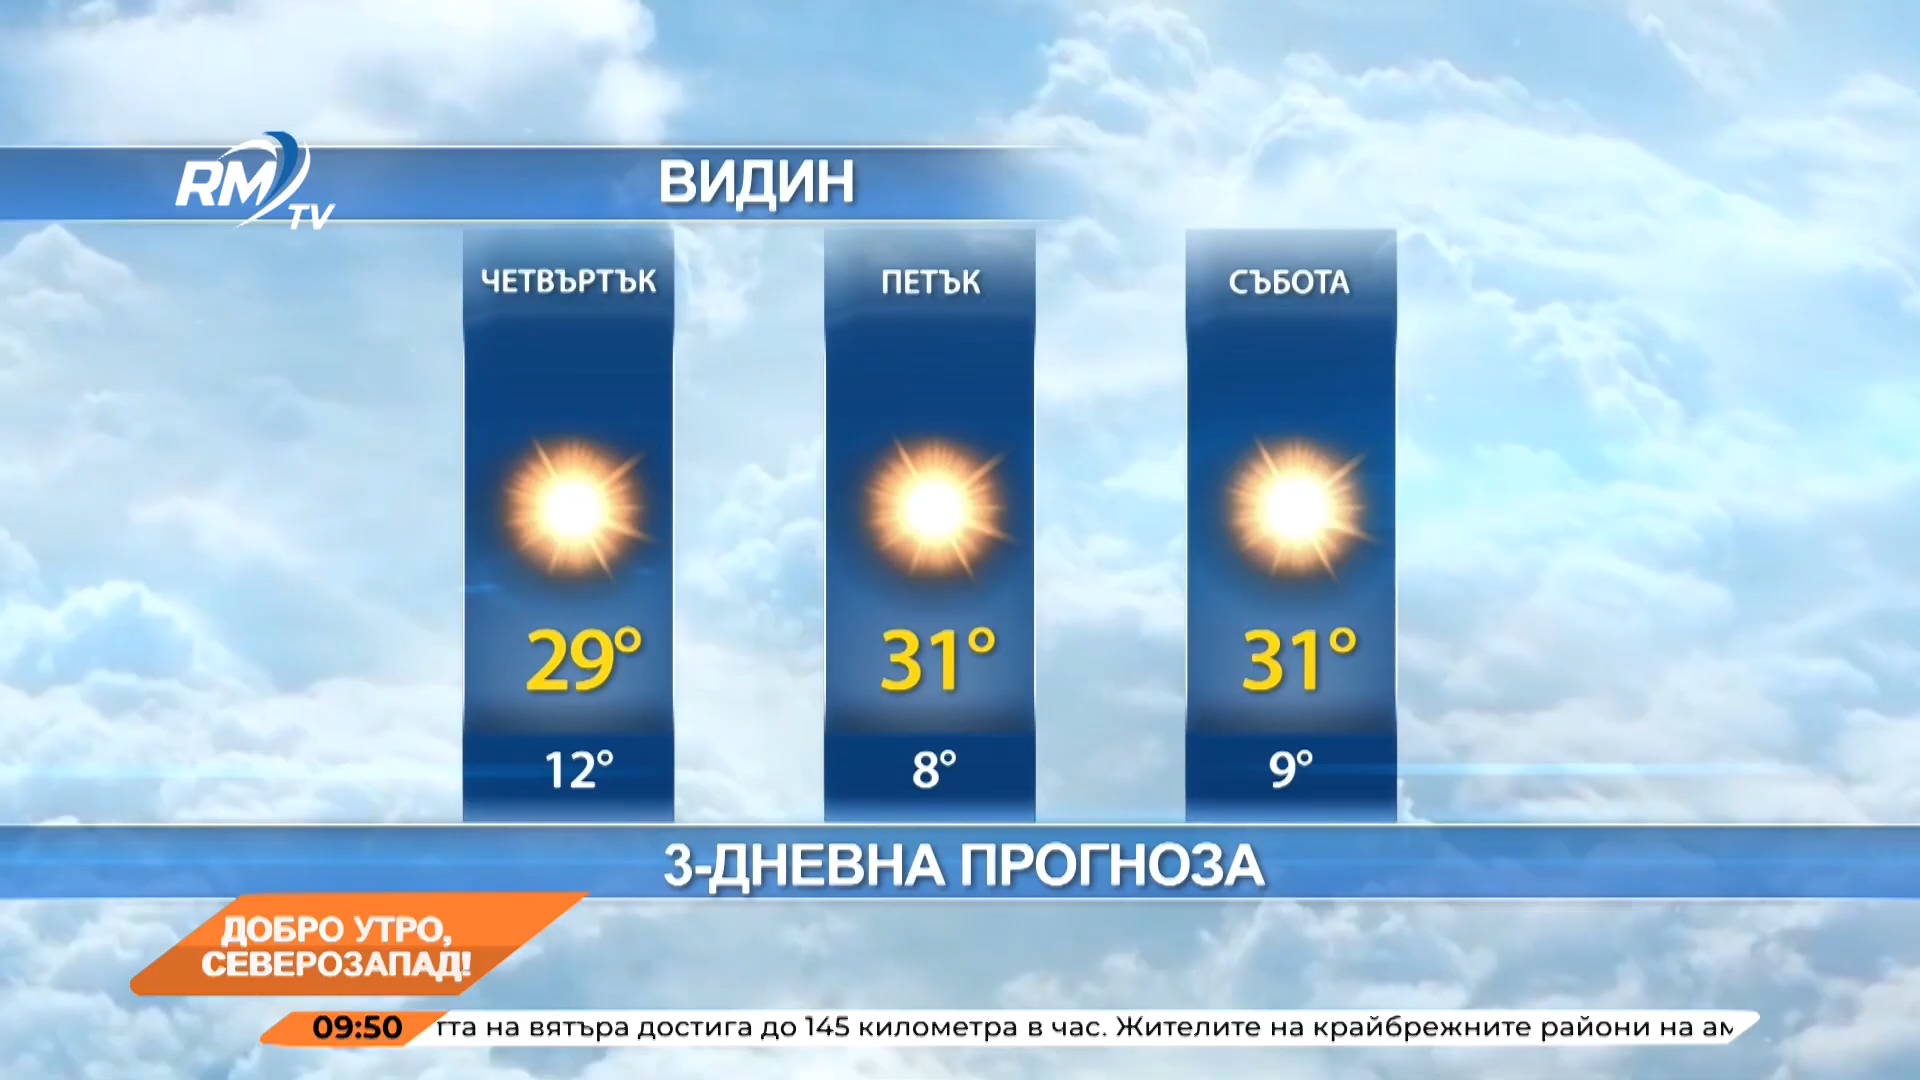 RM TV
ВИДИН
ЧЕТВЪРТЪК
ПЕТЪК
СЪБОТА
29°
31°
31°
12°
8°
9°
3-ДНЕВНА ПРОГНОЗА
ДОБРО УТРО,
СЕВЕРОЗАПАД!
09:50 на вятъра достига до 145 километра в час. Жителите на крайбрежните райони на